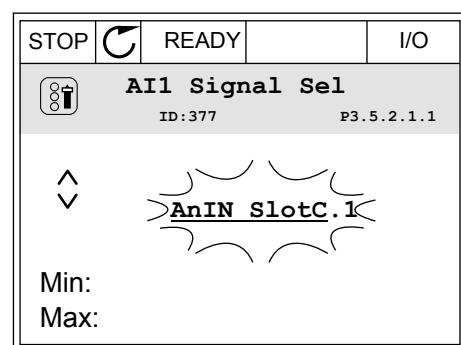 STOP READY I/O
AI1 Signal Sel
ID:377 P3.5.2.1.1
AnIN SlotC.1
Min:
Max: